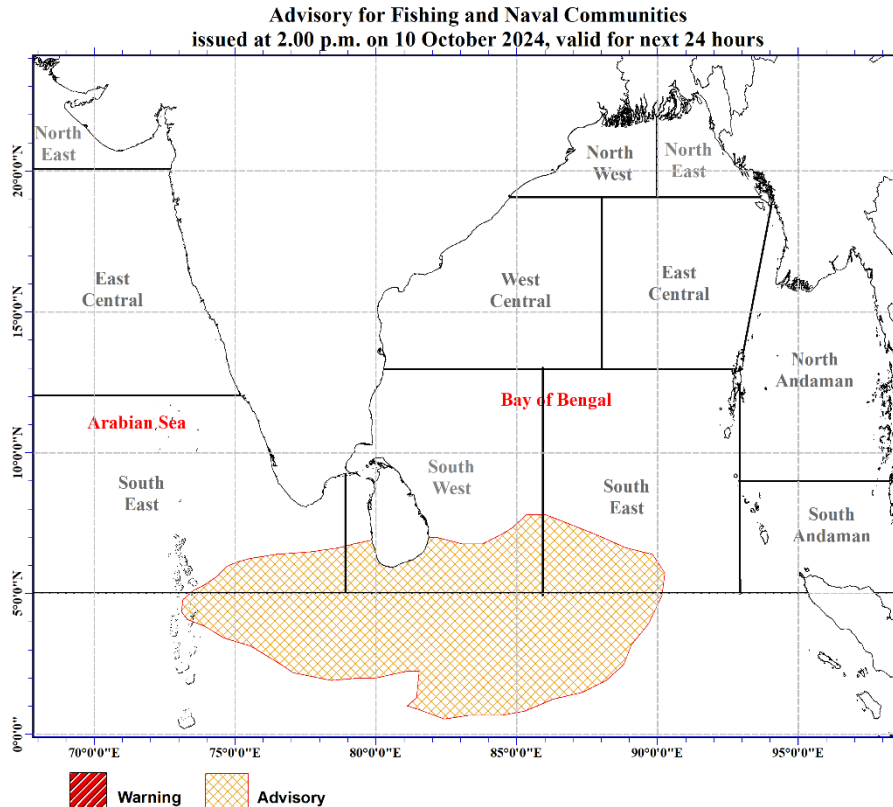 Advisory for Fishing and Naval Communities
issued at 2.00 p.m. on 10 October 2024, valid for next 24 hours
North
East
North
West
North
East
20°0'0"N
East
Central
West
Central
East
Central
15°0'0"N
North
Andaman
Arabian Sea
Bay of Bengal
10°0'0"N
South
East
South
West
South
East
South
Andaman
5°0'0"N
0°0'0"
70°0'0"E
75°0'0"E
80°0'0"E
85°0'0"E
90°0'0"E
95°0'0"E
Warning
Advisory